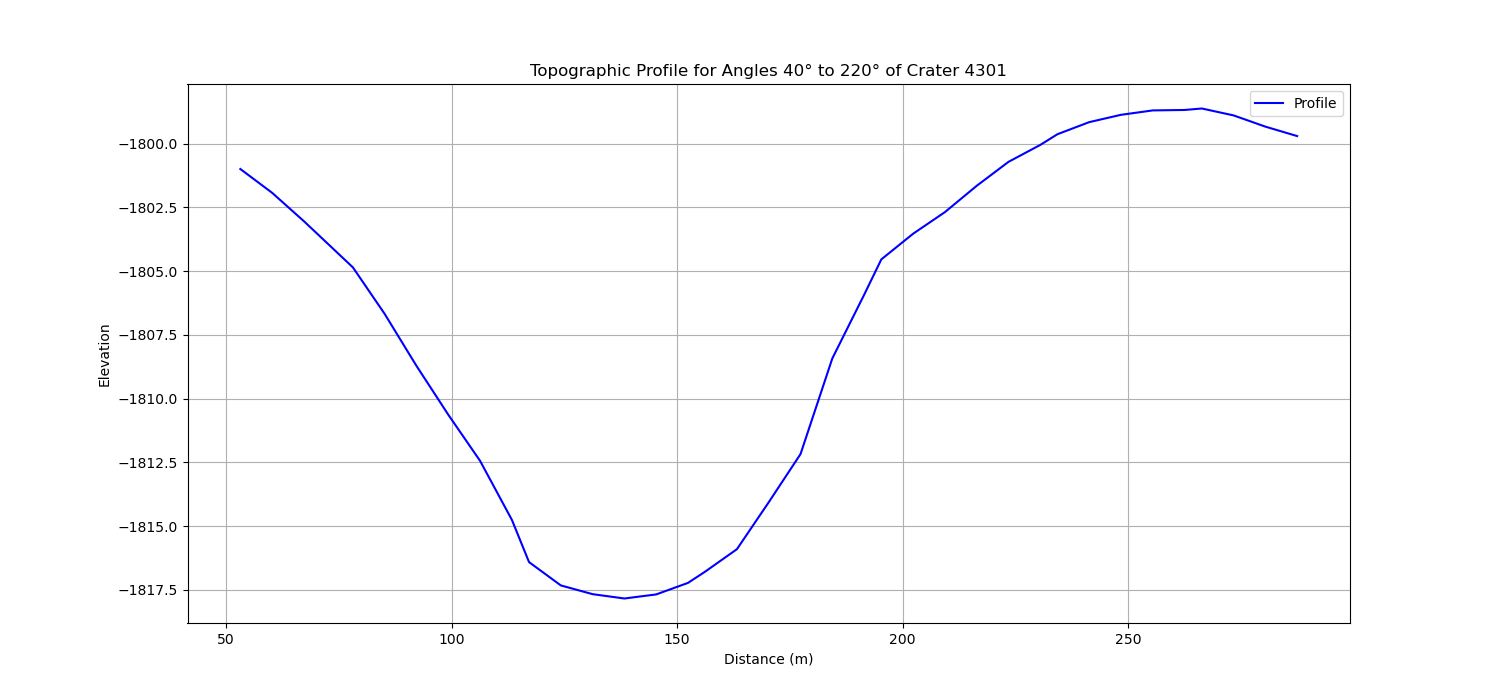 Topographic Profile for Angles 40° to 220° of Crater 4301
Profile
Elevation
−1800.0
−1802.5
−1805.0
−1807.5
−1810.0
−1812.5
−1815.0
−1817.5
50 100 150 200 250
Distance (m)